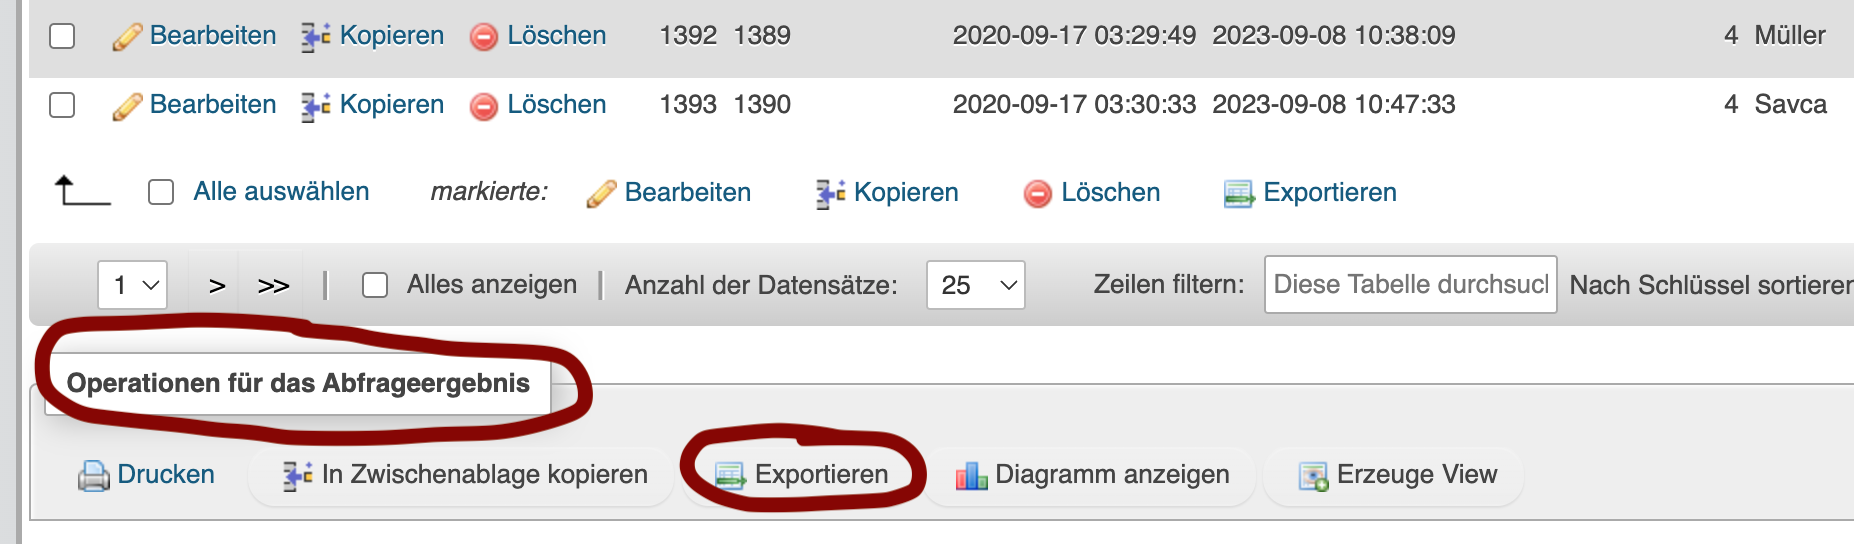 Bearbeiten Kopieren Löschen 1392 1389 2020-09-17 03:29:49 2023-09-08 10:38:09 4 Müller
Bearbeiten Kopieren Löschen 1393 1390 2020-09-17 03:30:33 2023-09-08 10:47:33 4 Savca
Alle auswählen markierte: Bearbeiten Kopieren Löschen Exportieren
1 > >> | Alles anzeigen | Anzahl der Datensätze: 25 Zeilen filtern: Diese Tabelle durchsucl Nach Schlüssel sortieren
Operationen für das Abfrageergebnis
Drucken In Zwischenablage kopieren Exportieren Diagramm anzeigen Erzeuge View